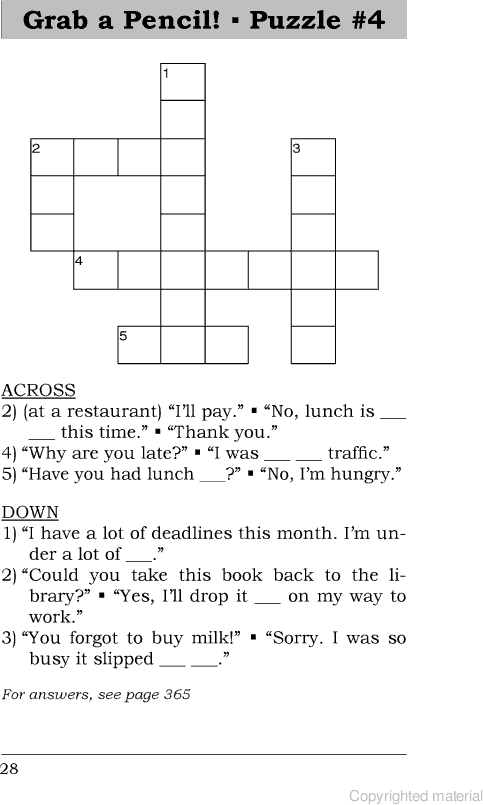 Grab a Pencil! ▪ Puzzle #4
1
2
3
4
5
ACROSS
2) (at a restaurant) “I’ll pay.” ▪ “No, lunch is ___
___ this time.” ▪ “Thank you.”
4) “Why are you late?” ▪ “I was ___ ___ traffic.”
5) “Have you had lunch ___?” ▪ “No, I’m hungry.”
DOWN
1) “I have a lot of deadlines this month. I’m un-
der a lot of ___.”
2) “Could you take this book back to the li-
brary?” ▪ “Yes, I’ll drop it ___ on my way to
work.”
3) “You forgot to buy milk!” ▪ “Sorry. I was so
busy it slipped ___ ___.”
For answers, see page 365
28
Copyrighted material